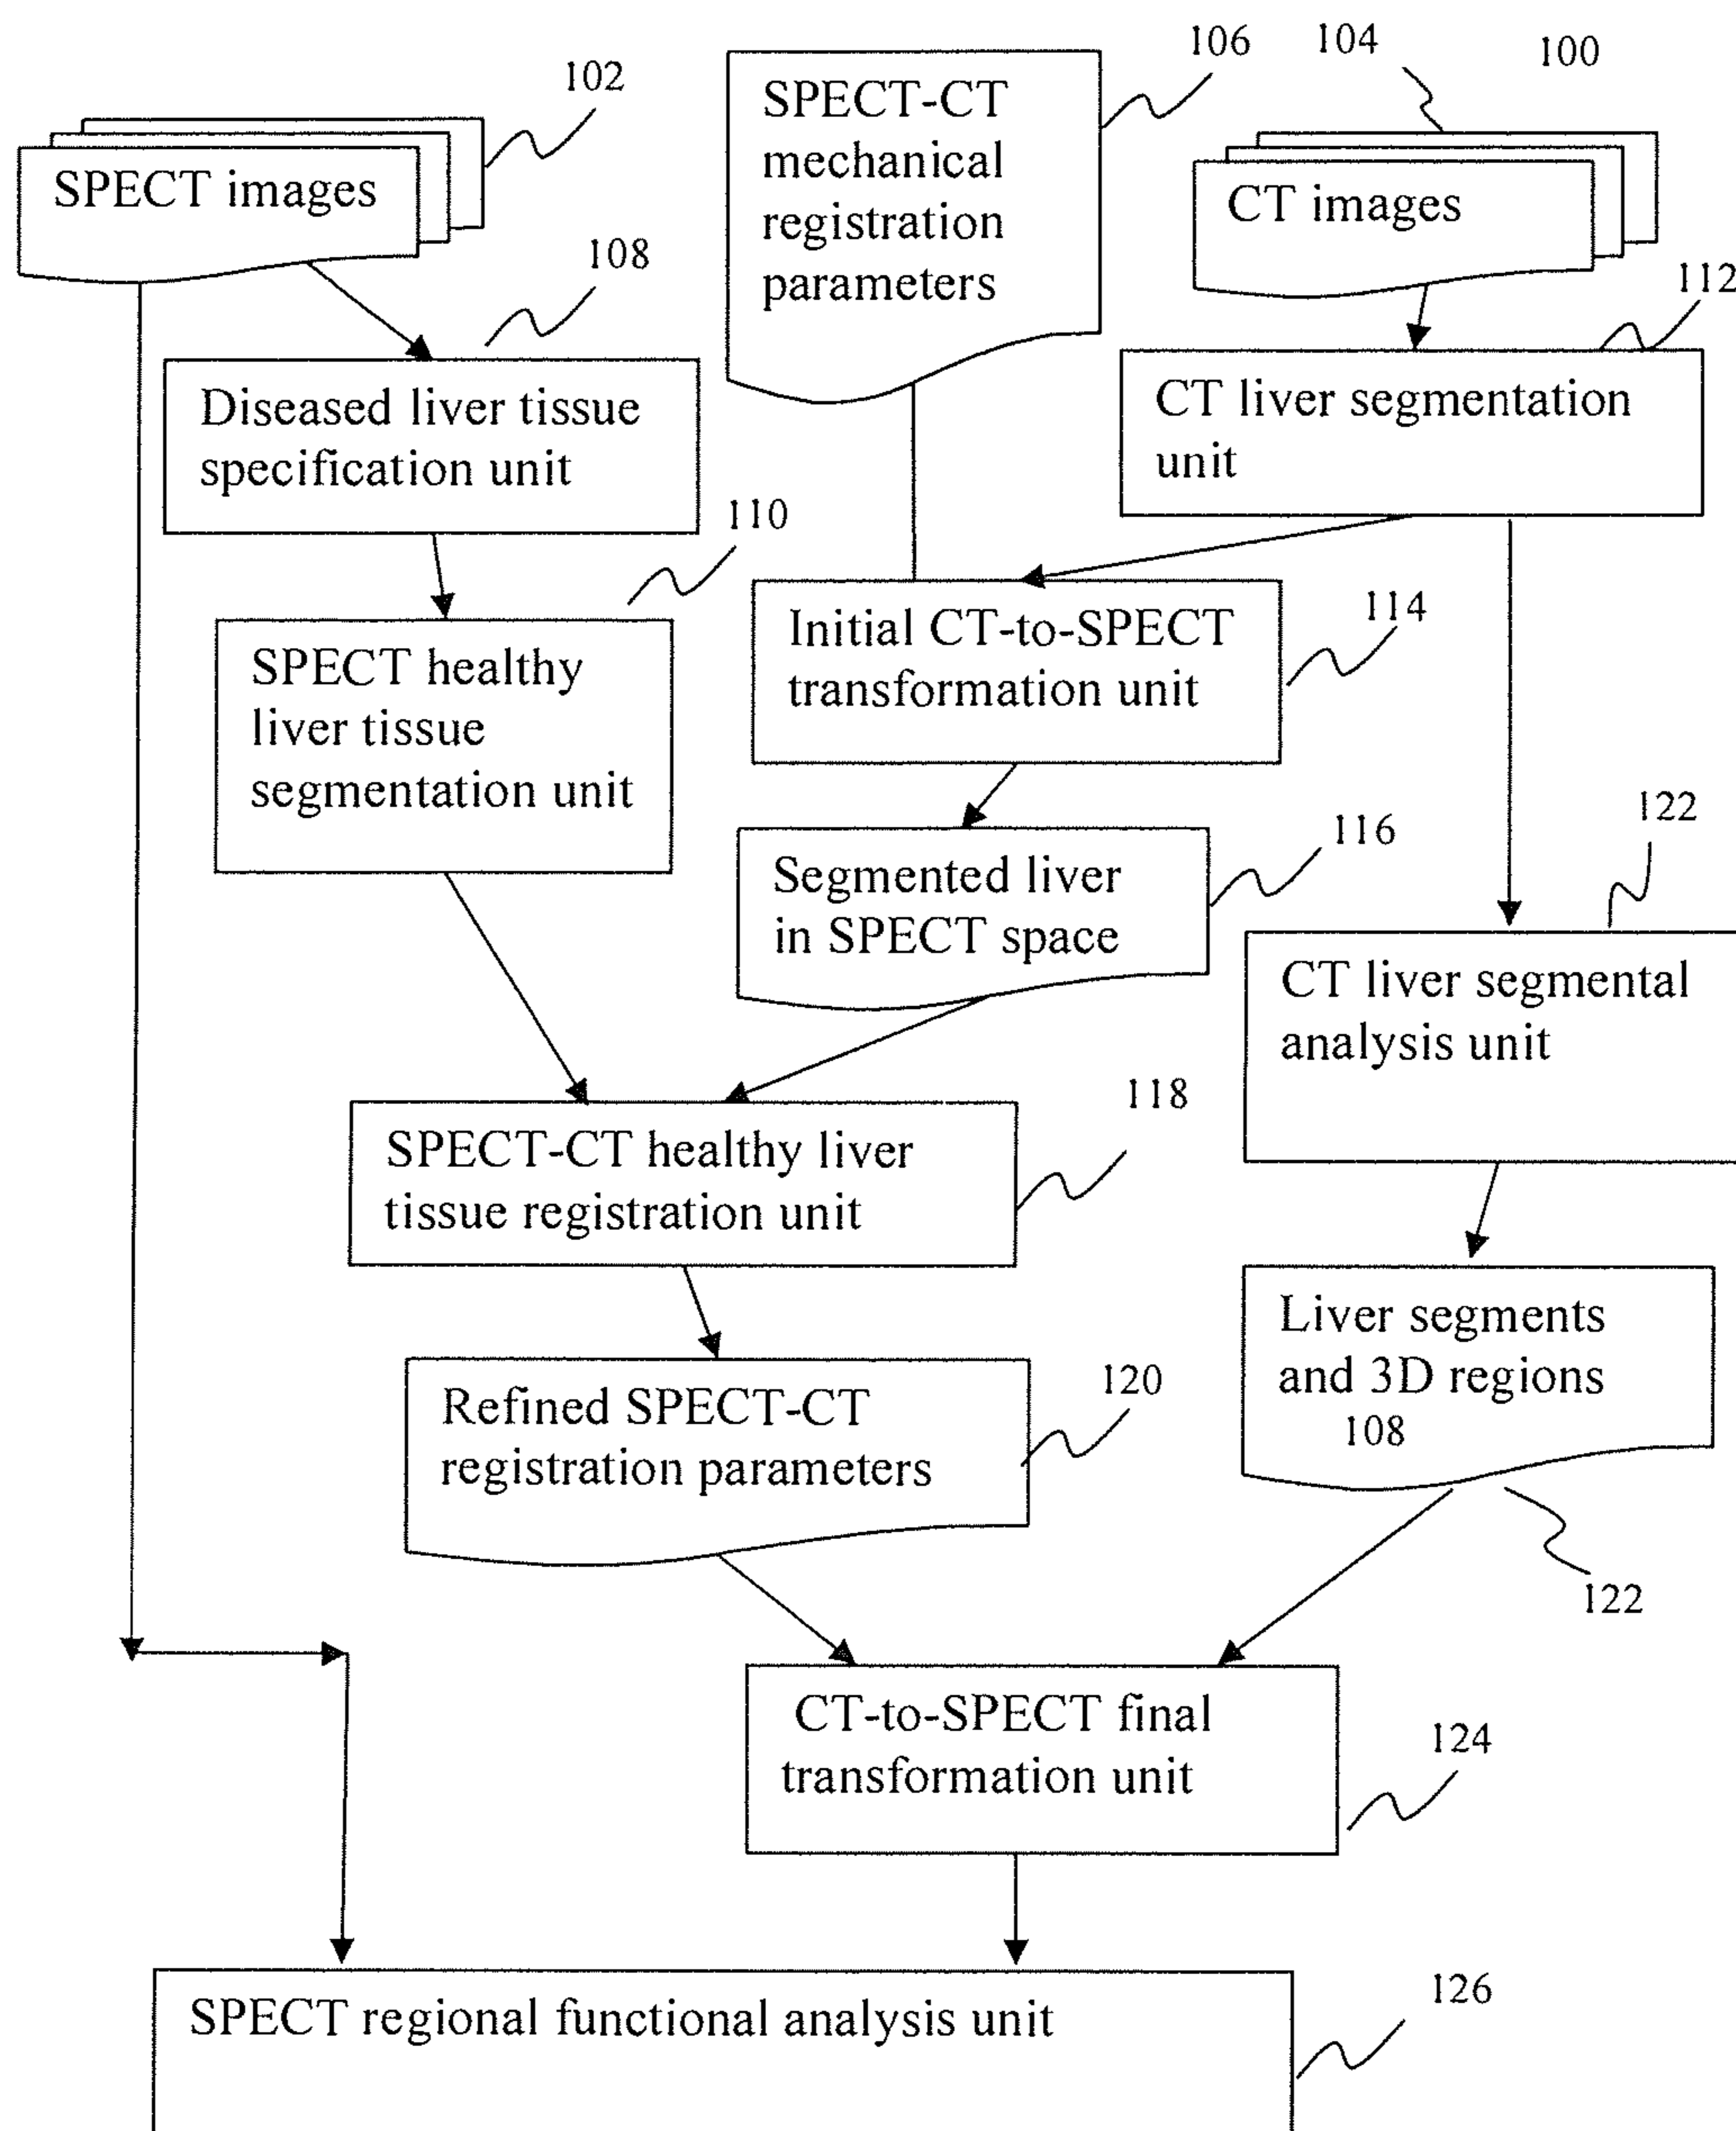 106
104
100
102
SPECT-CT
mechanical
registration
parameters
SPECT images
CT images
108
112
Diseased liver tissue
specification unit
CT liver segmentation
unit
110
Initial CT-to-SPECT
transformation unit
114
SPECT healthy
liver tissue
segmentation unit
116
122
Segmented liver
in SPECT space
CT liver segmental
analysis unit
118
SPECT-CT healthy liver
tissue registration unit
Liver segments
and 3D regions
108
120
Refined SPECT-CT
registration parameters
122
CT-to-SPECT final
transformation unit
124
SPECT regional functional analysis unit
126